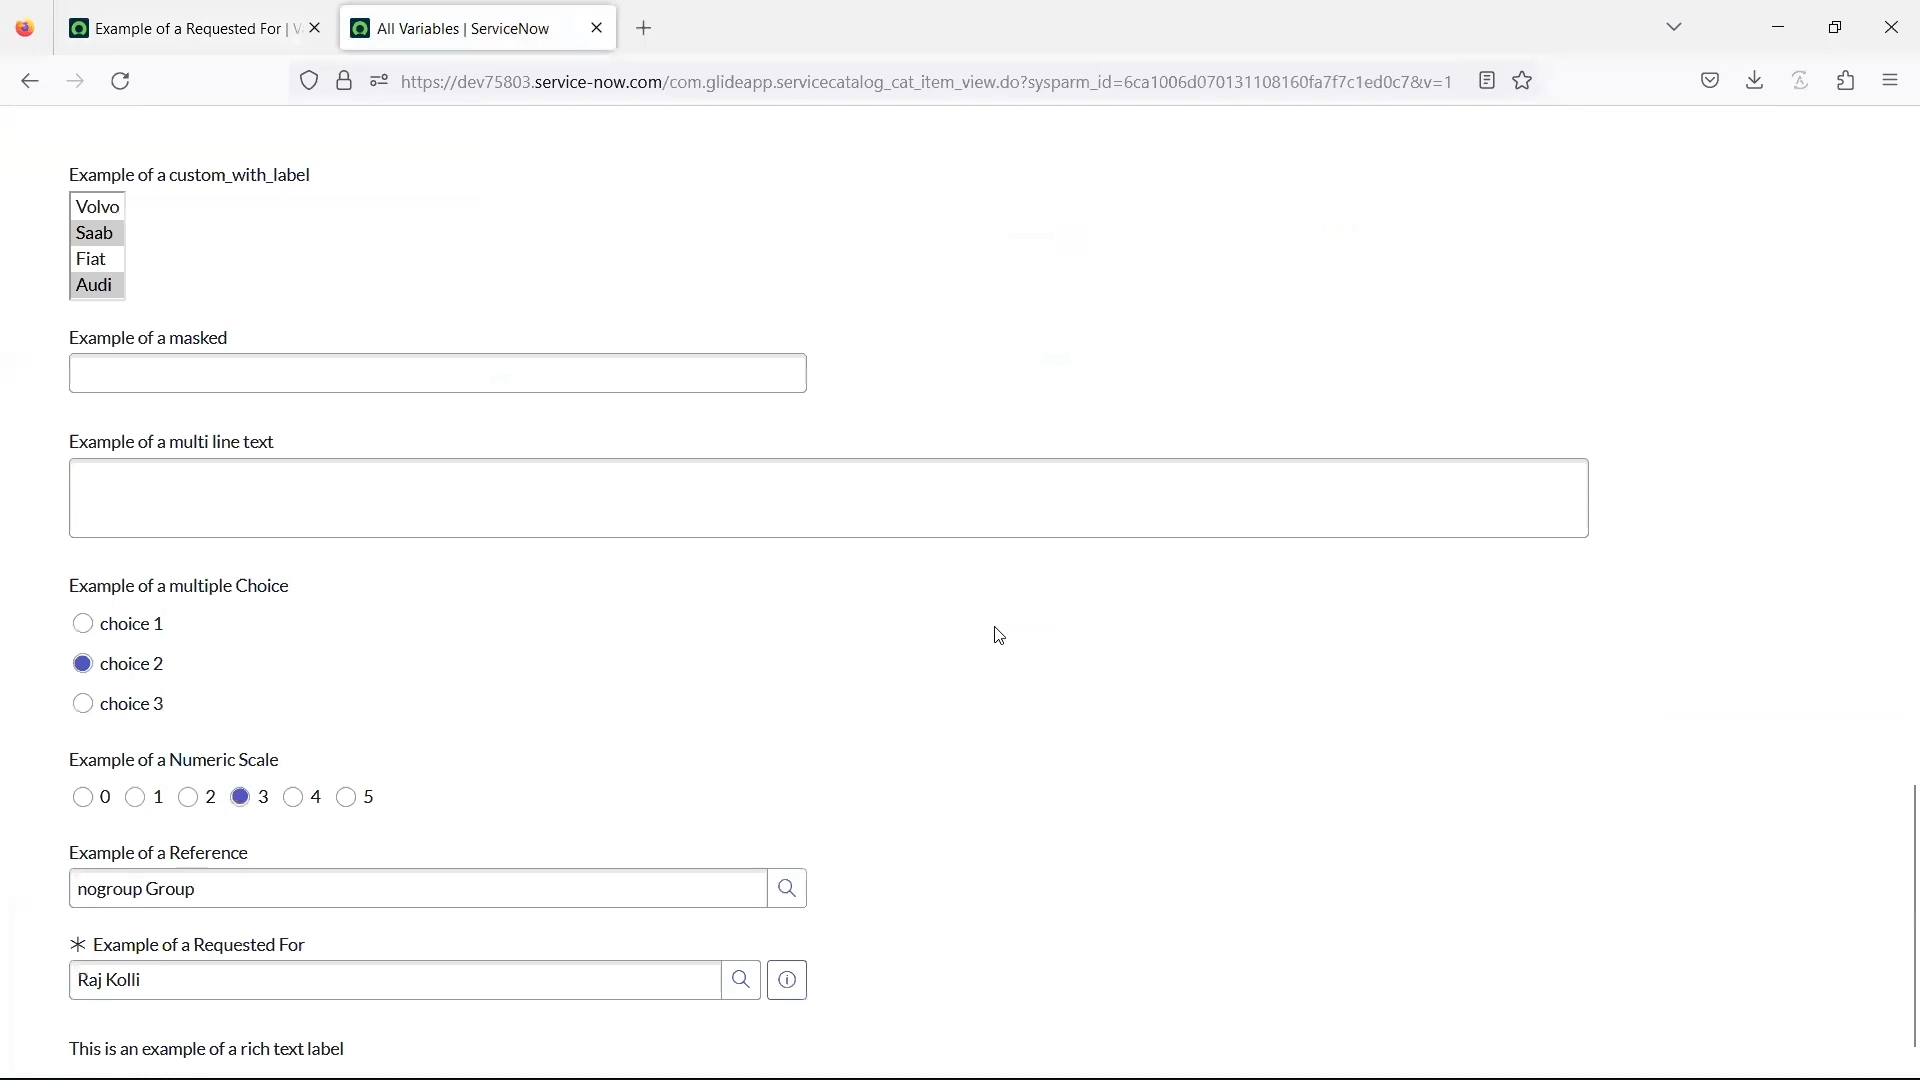 Example of a Requested For | V
All Variables | ServiceNow
https://dev75803.service-now.com/com.glideapp.servicecatalog_cat_item_view.do?sysparm_id=6ca1006d070131108160fa7f7c1ed0c7&v=1
Example of a custom_with_label
Volvo
Saab
Fiat
Audi
Example of a masked
Example of a multi line text
Example of a multiple Choice
choice 1
choice 2
choice 3
Example of a Numeric Scale
0 1 2 3 4 5
Example of a Reference
nogroup Group
Example of a Requested For
Raj Kolli
This is an example of a rich text label